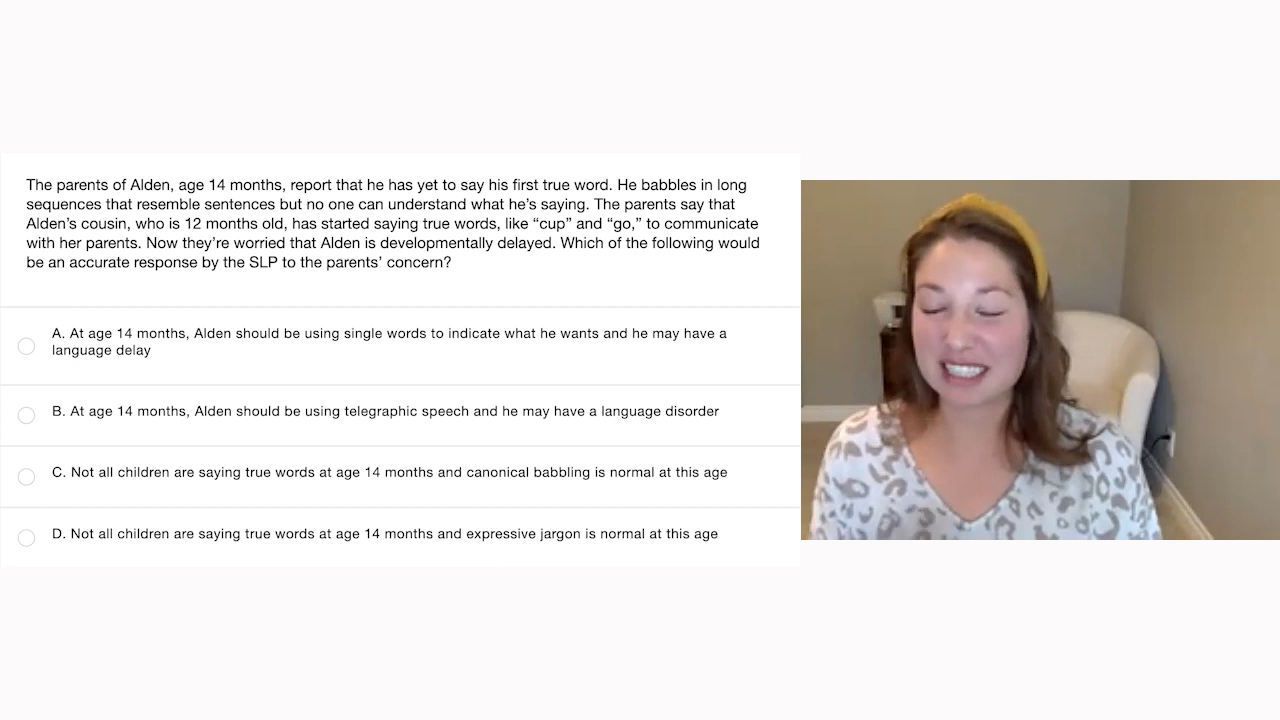 The parents of Alden, age 14 months, report that he has yet to say his first true word. He babbles in long
sequences that resemble sentences but no one can understand what he’s saying. The parents say that
Alden’s cousin, who is 12 months old, has started saying true words, like “cup” and “go,” to communicate
with her parents. Now they’re worried that Alden is developmentally delayed. Which of the following would
be an accurate response by the SLP to the parents’ concern?
A. At age 14 months, Alden should be using single words to indicate what he wants and he may have a
language delay
B. At age 14 months, Alden should be using telegraphic speech and he may have a language disorder
C. Not all children are saying true words at age 14 months and canonical babbling is normal at this age
D. Not all children are saying true words at age 14 months and expressive jargon is normal at this age